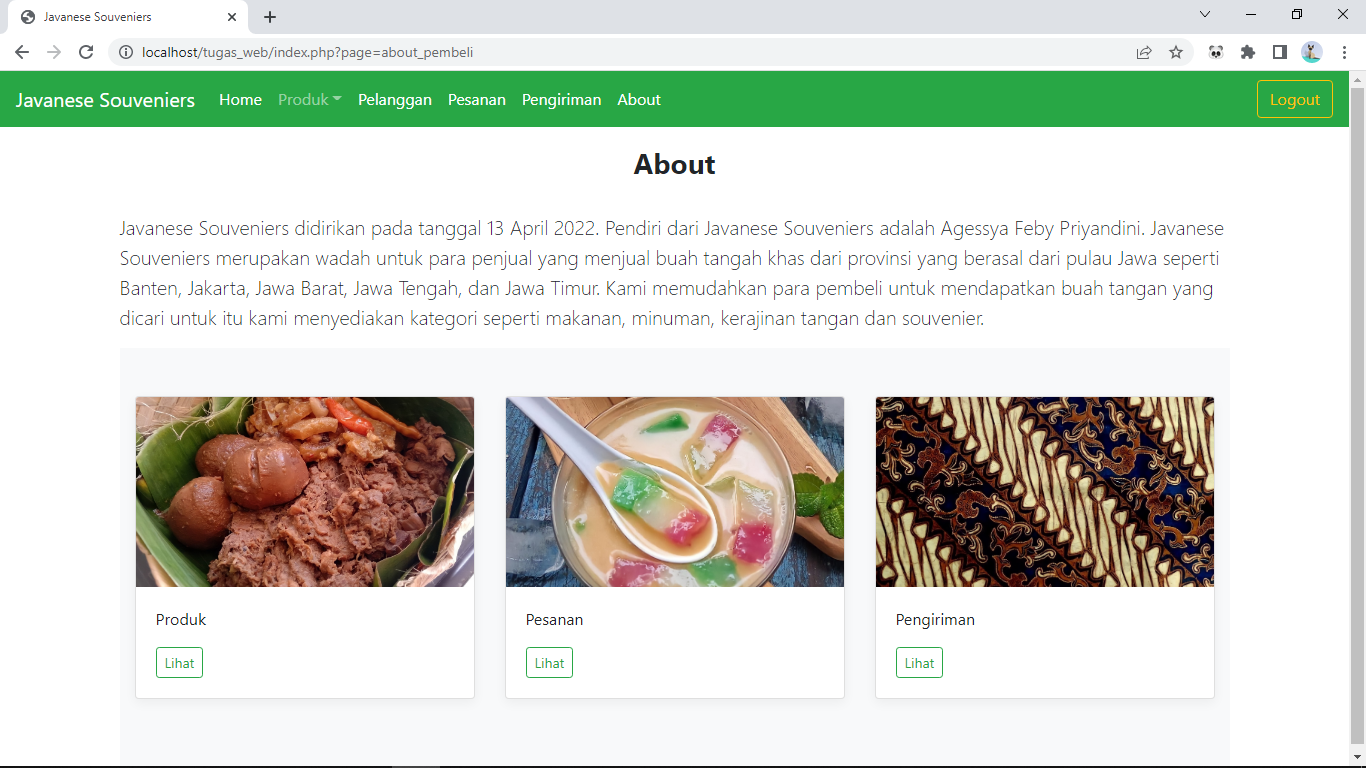 Javanese Souveniers
localhost/tugas_web/index.php?page=about_pembeli
Javanese Souveniers Home Produk Pelanggan Pesanan Pengiriman About Logout
About
Javanese Souveniers didirikan pada tanggal 13 April 2022. Pendiri dari Javanese Souveniers adalah Agessya Feby Priyandini. Javanese
Souveniers merupakan wadah untuk para penjual yang menjual buah tangah khas dari provinsi yang berasal dari pulau Jawa seperti
Banten, Jakarta, Jawa Barat, Jawa Tengah, dan Jawa Timur. Kami memudahkan para pembeli untuk mendapatkan buah tangan yang
dicari untuk itu kami menyediakan kategori seperti makanan, minuman, kerajinan tangan dan souvenier.
Produk
Lihat
Pesanan
Lihat
Pengiriman
Lihat